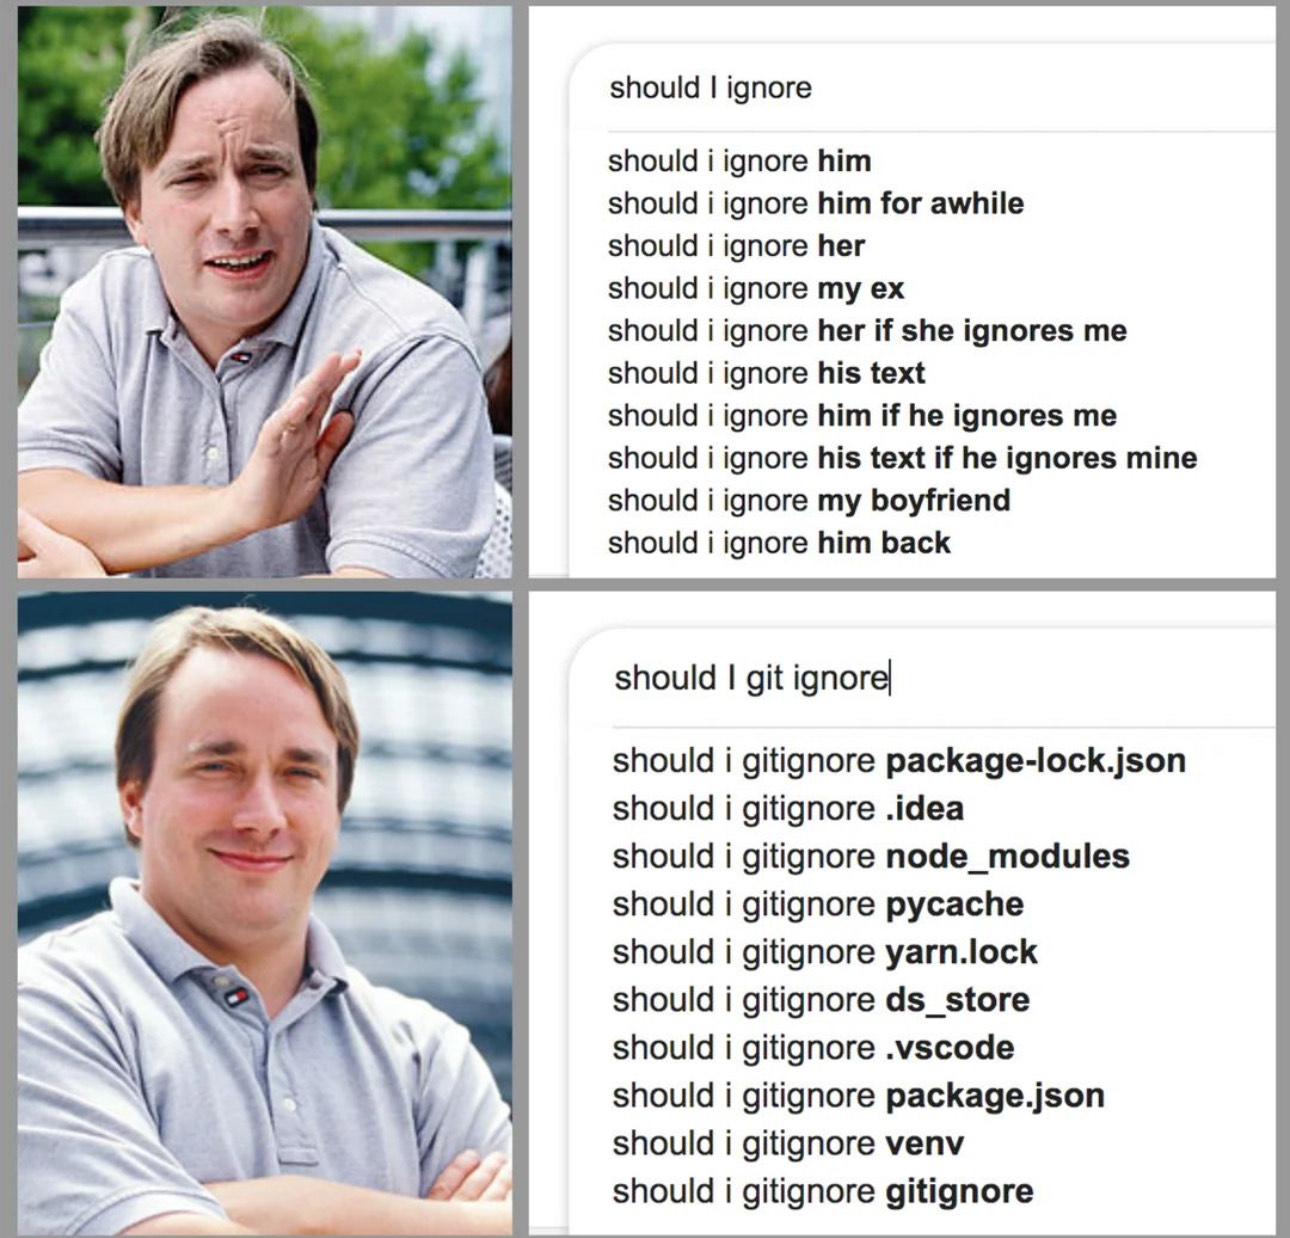 should I ignore
should i ignore him
should i ignore him for awhile
should i ignore her
should i ignore my ex
should i ignore her if she ignores me
should i ignore his text
should i ignore him if he ignores me
should i ignore his text if he ignores mine
should i ignore my boyfriend
should i ignore him back
should I git ignore
should i gitignore package-lock.json
should i gitignore .idea
should i gitignore node_modules
should i gitignore pycache
should i gitignore yarn.lock
should i gitignore ds_store
should i gitignore .vscode
should i gitignore package.json
should i gitignore venv
should i gitignore gitignore